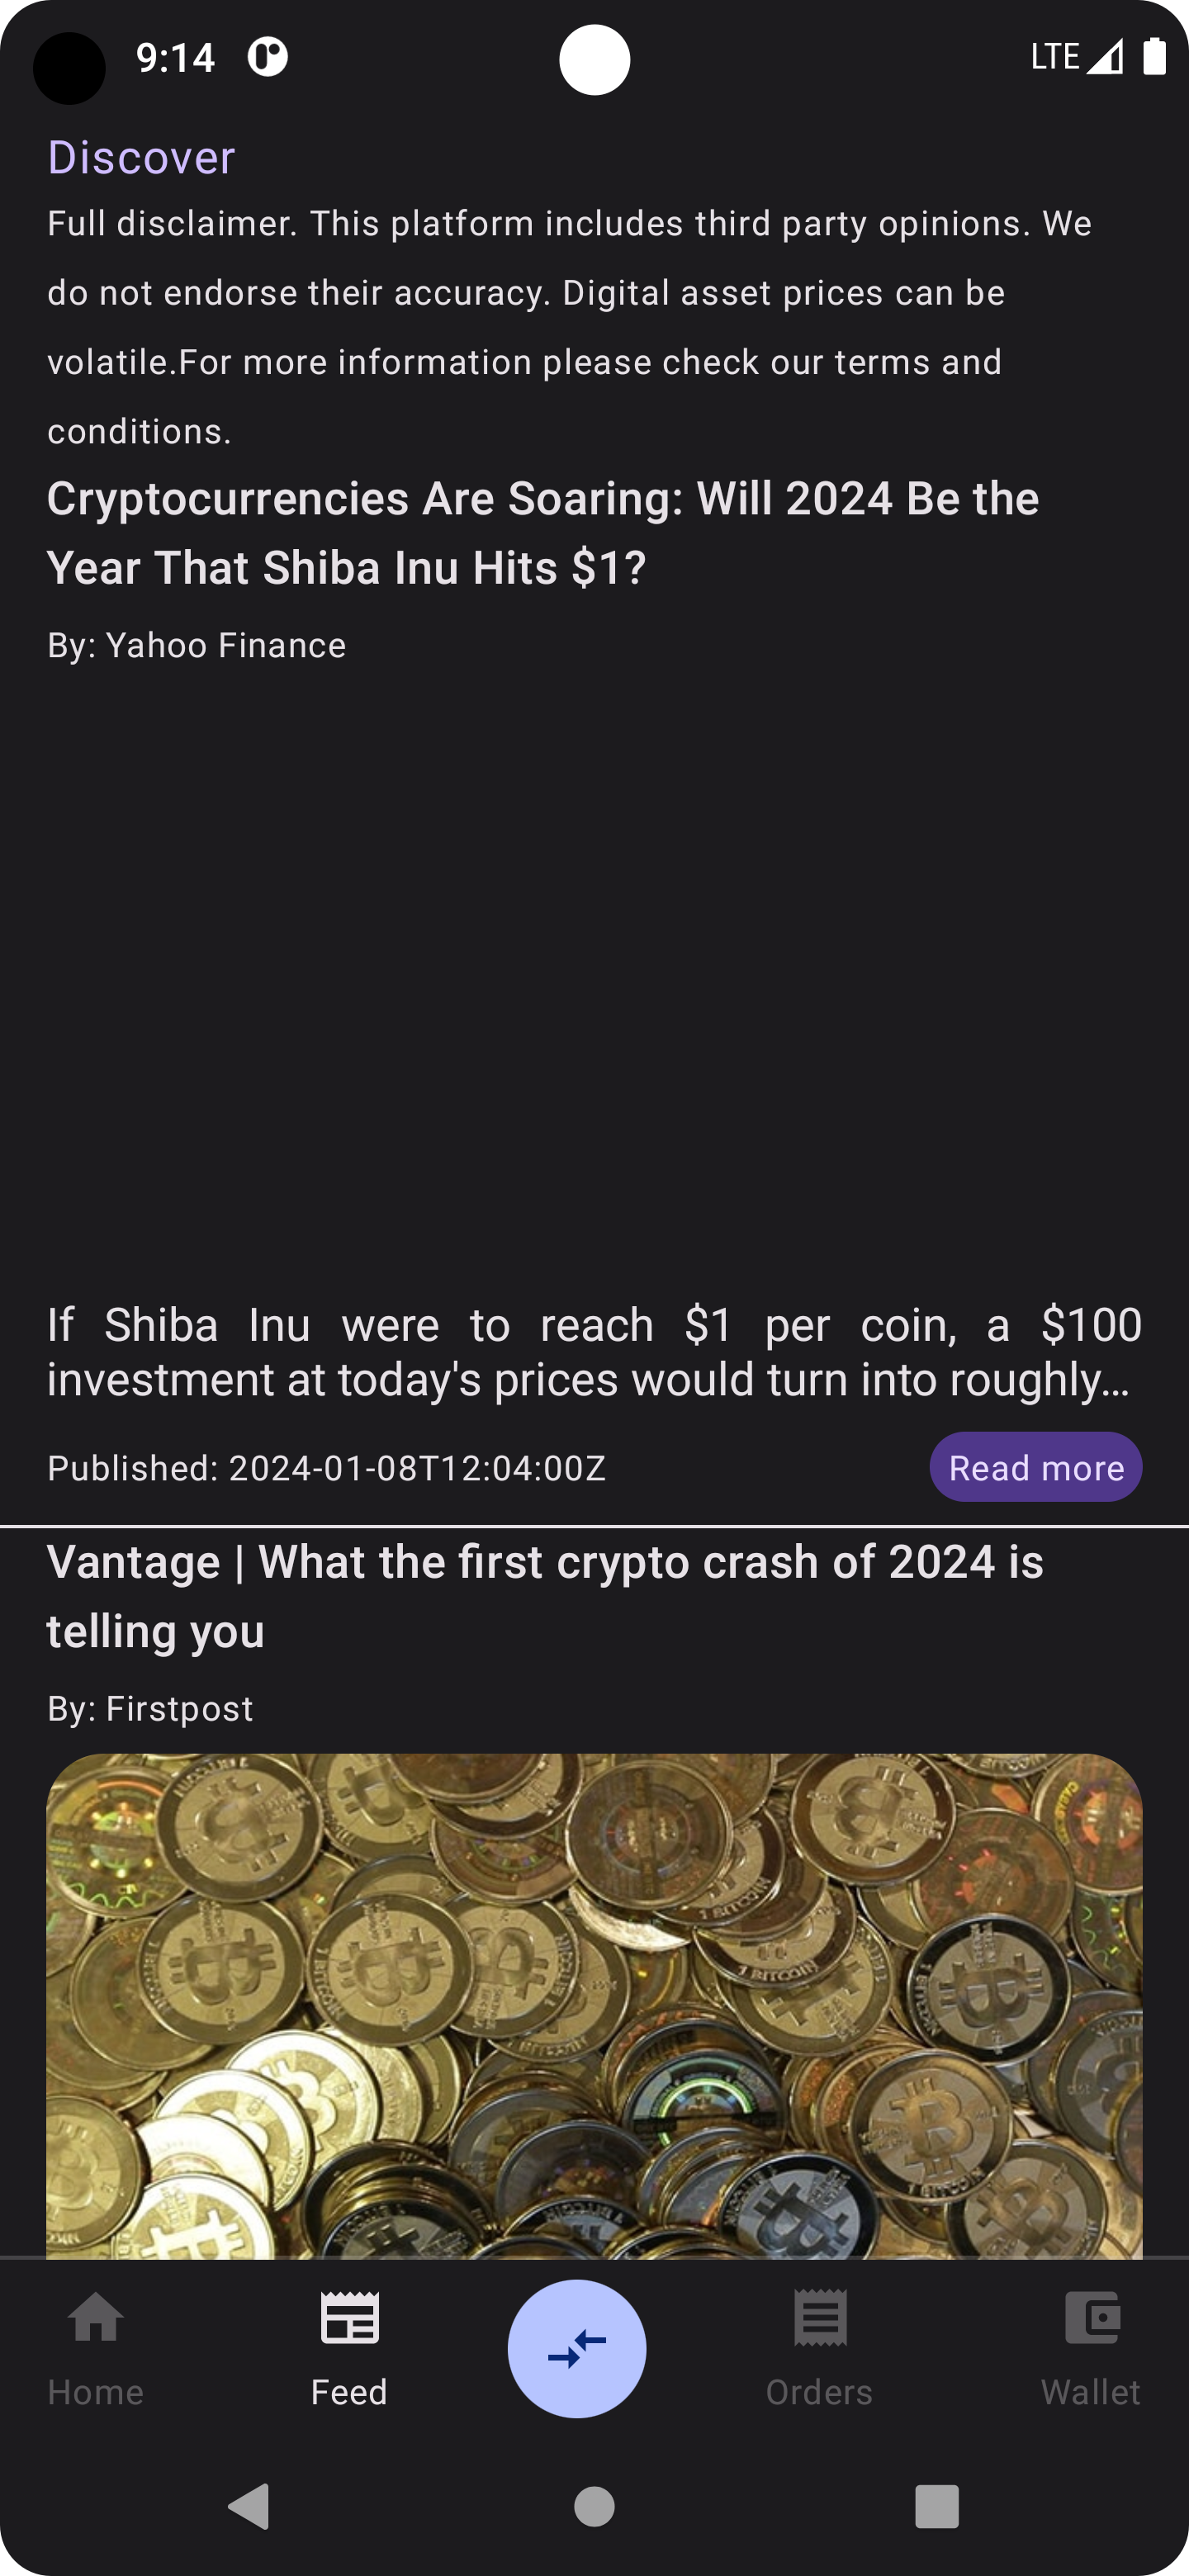 9:14
LTE
Discover
Full disclaimer. This platform includes third party opinions. We
do not endorse their accuracy. Digital asset prices can be
volatile.For more information please check our terms and
conditions.
Cryptocurrencies Are Soaring: Will 2024 Be the
Year That Shiba Inu Hits $1?
By: Yahoo Finance
If Shiba Inu were to reach $1 per coin, a $100
investment at today's prices would turn into roughly…
Published: 2024-01-08T12:04:00Z
Read more
Vantage | What the first crypto crash of 2024 is
telling you
By: Firstpost
1 BITCOIN
1 BITCOIN
Home
Feed
Orders
Wallet